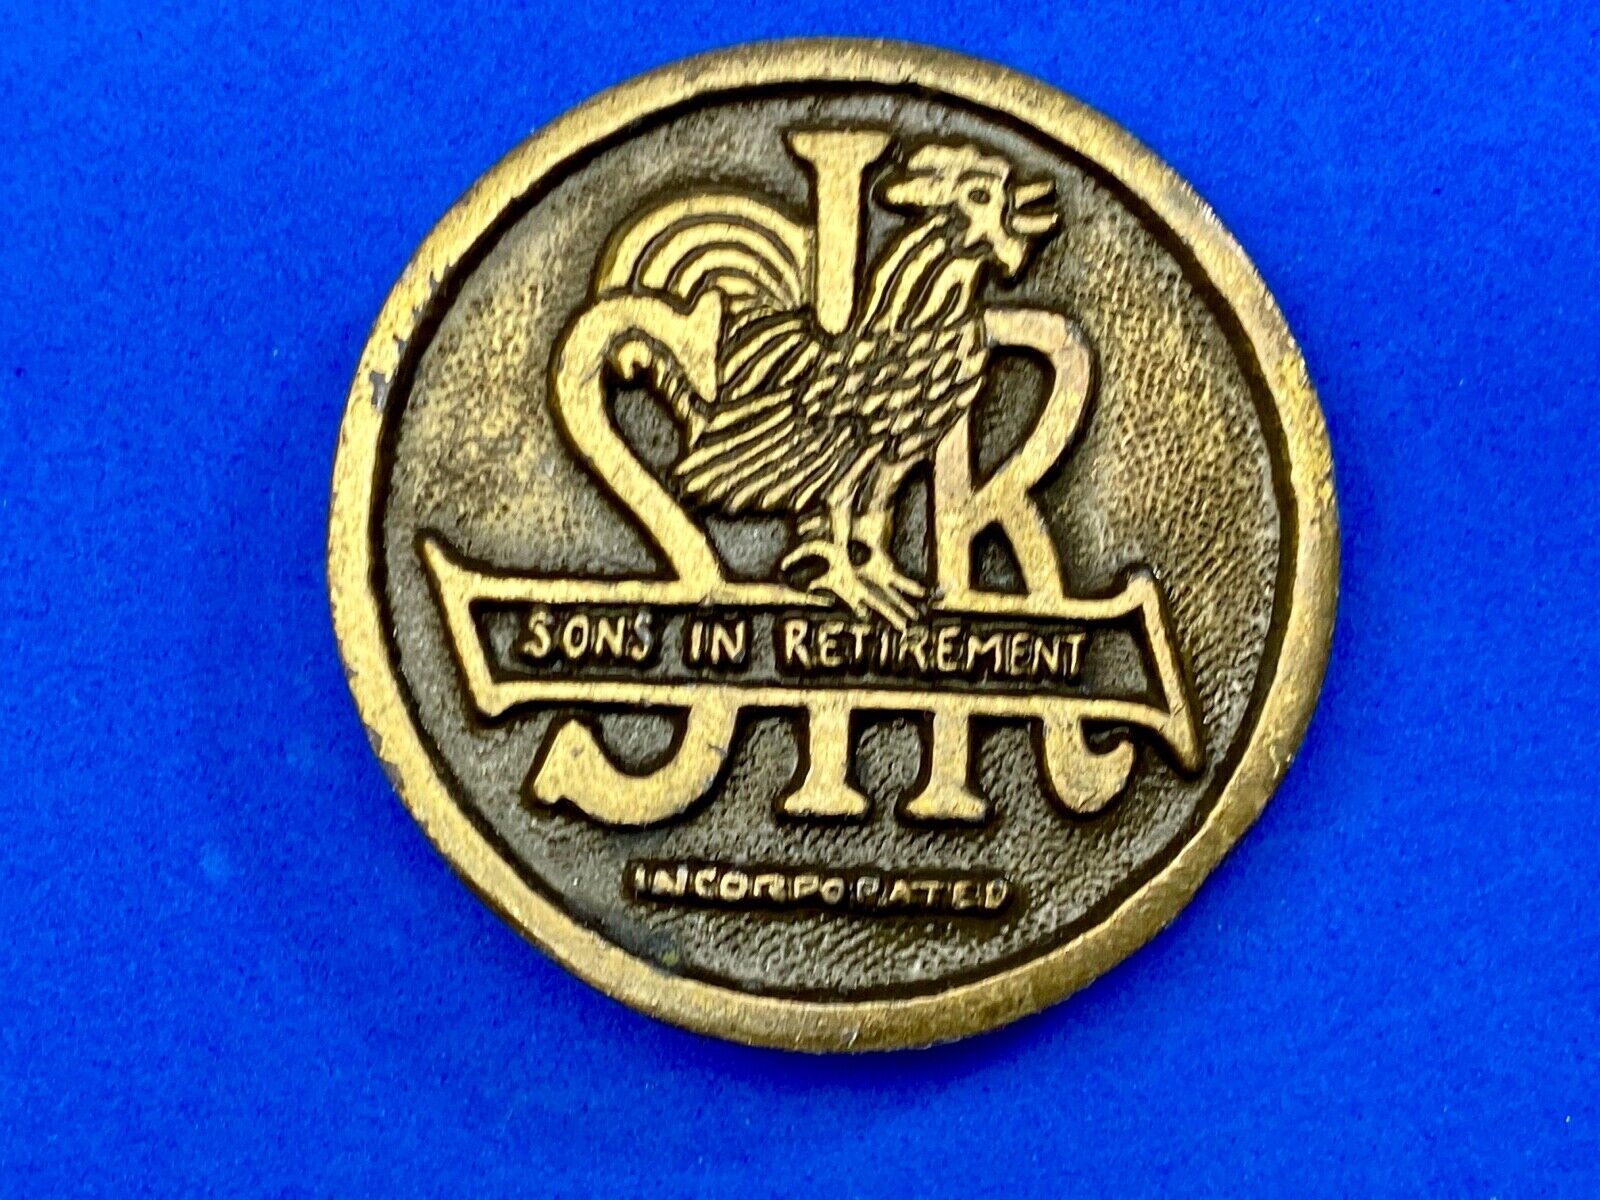 SIR
SONS IN RETIREMENT
INCORPORATED